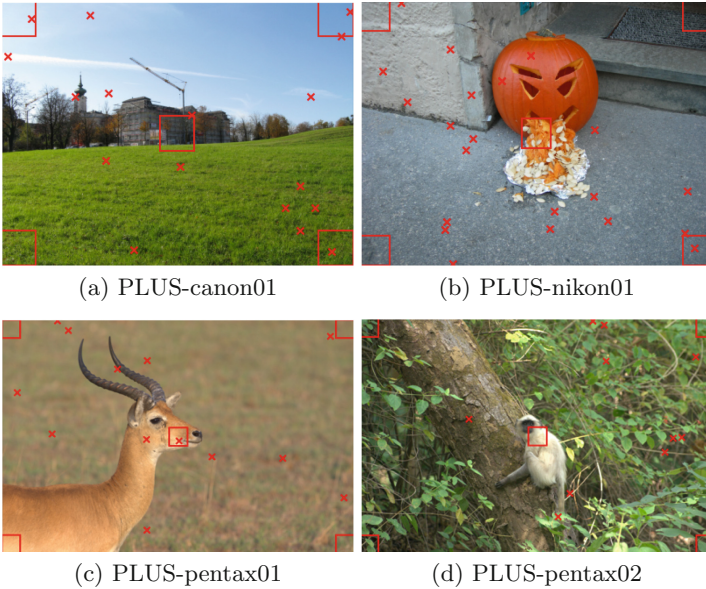 (a) PLUS-canon01
(b) PLUS-nikon01
(c) PLUS-pentax01
(d) PLUS-pentax02